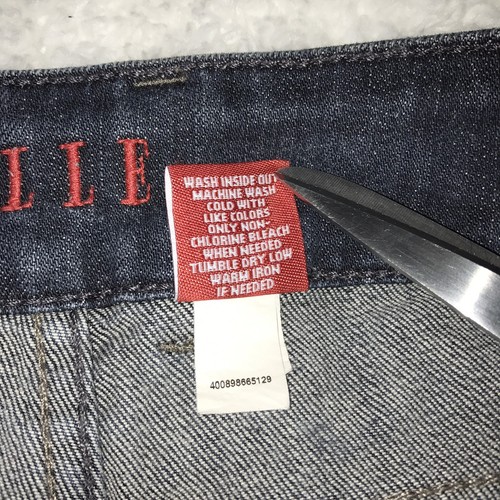 LLE
WASH INSIDE OUT
MACHINE WASH
COLD WITH
LIKE COLORS
ONLY NON-
CHLORINE BLEACH
WHEN NEEDED
TUMBLE DRY LOW
WARM IRON
IF NEEDED
400898665129